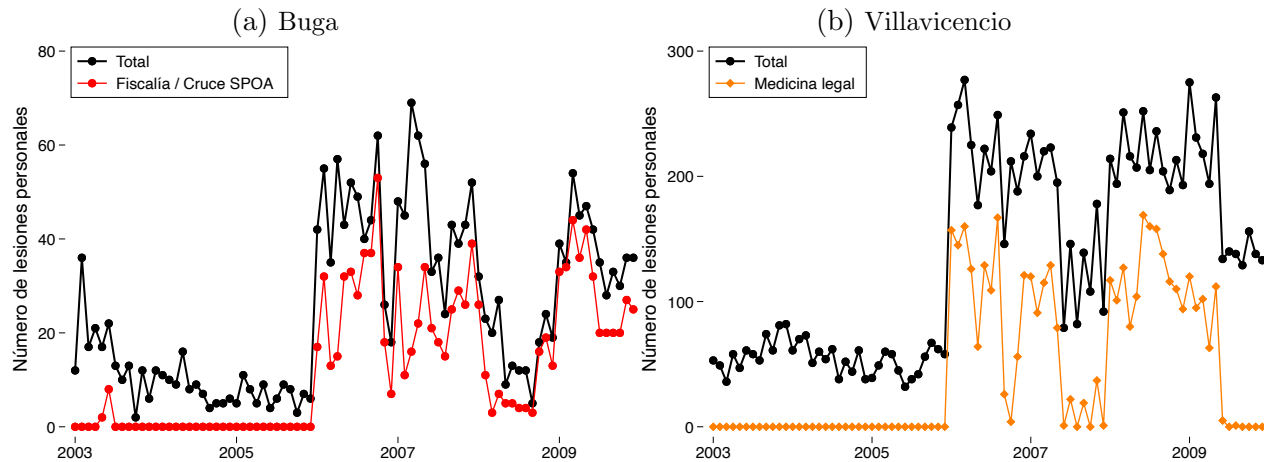 (a) Buga
Total
Fiscalía / Cruce SPOA
Número de lesiones personales
80
60
40
20
0
2003 2005 2007 2009
(b) Villavicencio
Total
Medicina legal
Número de lesiones personales
300
200
100
0
2003 2005 2007 2009